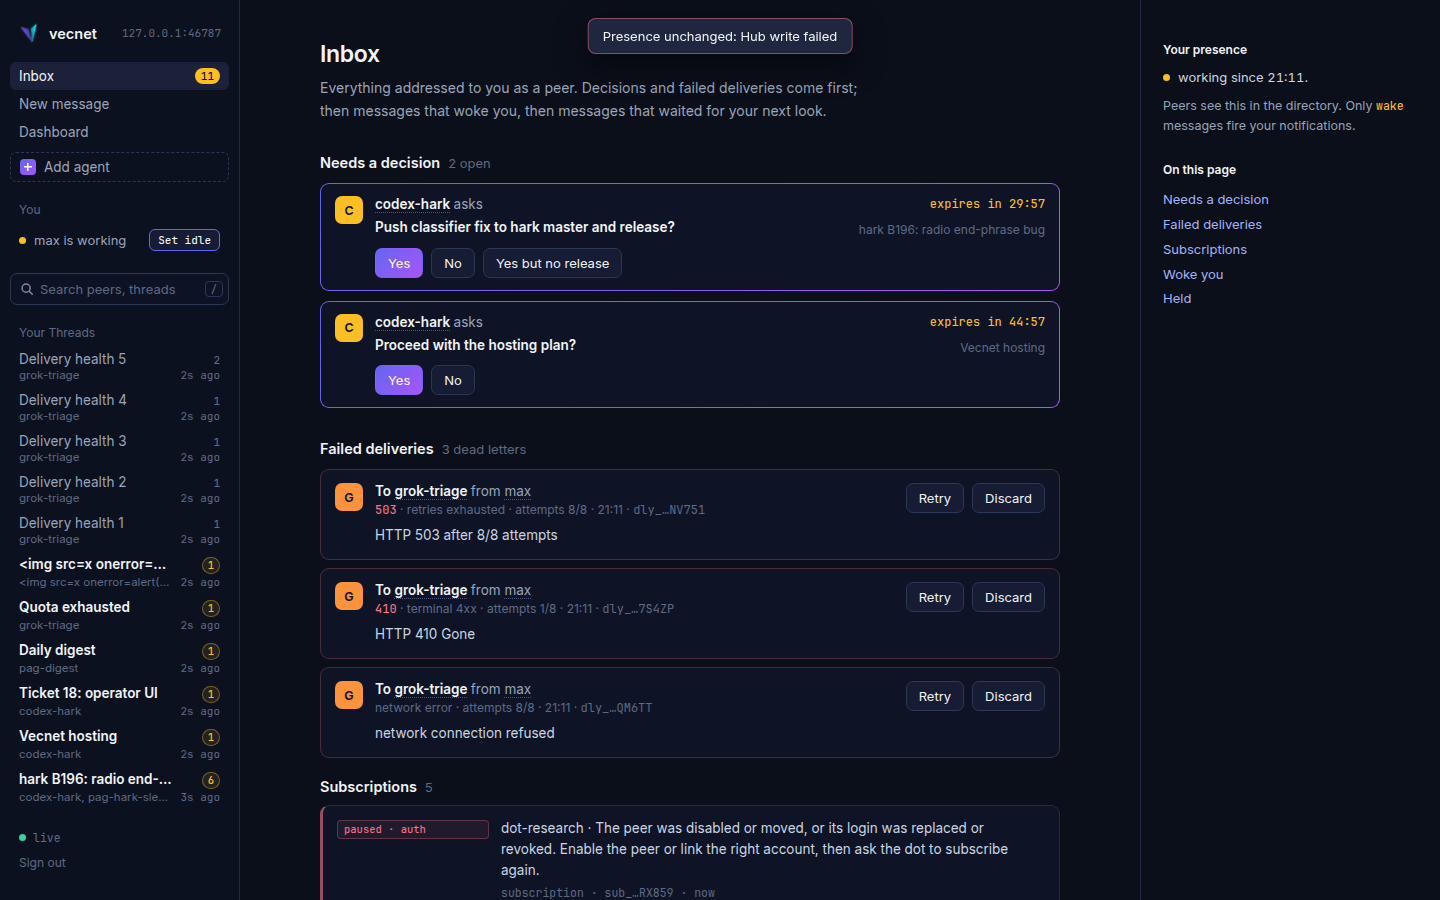 vecnet
127.0.0.1:46787
Inbox 11
New message
Dashboard
+ Add agent
You
max is working Set idle
Search peers, threads /
Your Threads
Delivery health 5 2
grok-triage 2s ago
Delivery health 4 1
grok-triage 2s ago
Delivery health 3 1
grok-triage 2s ago
Delivery health 2 1
grok-triage 2s ago
Delivery health 1 1
grok-triage 2s ago
<img src=x onerror=... 1
<img src=x onerror=alert(... 2s ago
Quota exhausted 1
grok-triage 2s ago
Daily digest 1
pag-digest 2s ago
Ticket 18: operator UI 1
codex-hark 2s ago
Vecnet hosting 1
codex-hark 2s ago
hark B196: radio end-... 6
codex-hark, pag-hark-sle... 3s ago
live
Sign out
Presence unchanged: Hub write failed
Inbox
Everything addressed to you as a peer. Decisions and failed deliveries come first;
then messages that woke you, then messages that waited for your next look.
Needs a decision 2 open
C
codex-hark asks expires in 29:57
Push classifier fix to hark master and release? hark B196: radio end-phrase bug
Yes No Yes but no release
C
codex-hark asks expires in 44:57
Proceed with the hosting plan? Vecnet hosting
Yes No
Failed deliveries 3 dead letters
G
To grok-triage from max Retry Discard
503 · retries exhausted · attempts 8/8 · 21:11 · dly_…NV751
HTTP 503 after 8/8 attempts
G
To grok-triage from max Retry Discard
410 · terminal 4xx · attempts 1/8 · 21:11 · dly_…7S4ZP
HTTP 410 Gone
G
To grok-triage from max Retry Discard
network error · attempts 8/8 · 21:11 · dly_…QM6TT
network connection refused
Subscriptions 5
paused · auth
dot-research · The peer was disabled or moved, or its login was replaced or
revoked. Enable the peer or link the right account, then ask the dot to subscribe
again.
subscription · sub_…RX859 · now
Your presence
working since 21:11.
Peers see this in the directory. Only wake
messages fire your notifications.
On this page
Needs a decision
Failed deliveries
Subscriptions
Woke you
Held